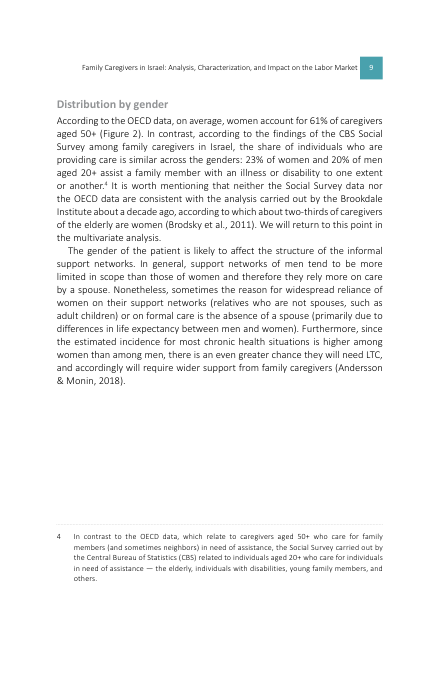 Family Caregivers in Israel: Analysis, Characterization, and Impact on the Labor Market 9
Distribution by gender
According to the OECD data, on average, women account for 61% of caregivers
aged 50+ (Figure 2). In contrast, according to the findings of the CBS Social
Survey among family caregivers in Israel, the share of individuals who are
providing care is similar across the genders: 23% of women and 20% of men
aged 20+ assist a family member with an illness or disability to one extent
or another.4 It is worth mentioning that neither the Social Survey data nor
the OECD data are consistent with the analysis carried out by the Brookdale
Institute about a decade ago, according to which about two-thirds of caregivers
of the elderly are women (Brodsky et al., 2011). We will return to this point in
the multivariate analysis.
The gender of the patient is likely to affect the structure of the informal
support networks. In general, support networks of men tend to be more
limited in scope than those of women and therefore they rely more on care
by a spouse. Nonetheless, sometimes the reason for widespread reliance of
women on their support networks (relatives who are not spouses, such as
adult children) or on formal care is the absence of a spouse (primarily due to
differences in life expectancy between men and women). Furthermore, since
the estimated incidence for most chronic health situations is higher among
women than among men, there is an even greater chance they will need LTC,
and accordingly will require wider support from family caregivers (Andersson
& Monin, 2018).
4 In contrast to the OECD data, which relate to caregivers aged 50+ who care for family
members (and sometimes neighbors) in need of assistance, the Social Survey carried out by
the Central Bureau of Statistics (CBS) related to individuals aged 20+ who care for individuals
in need of assistance — the elderly, individuals with disabilities, young family members, and
others.